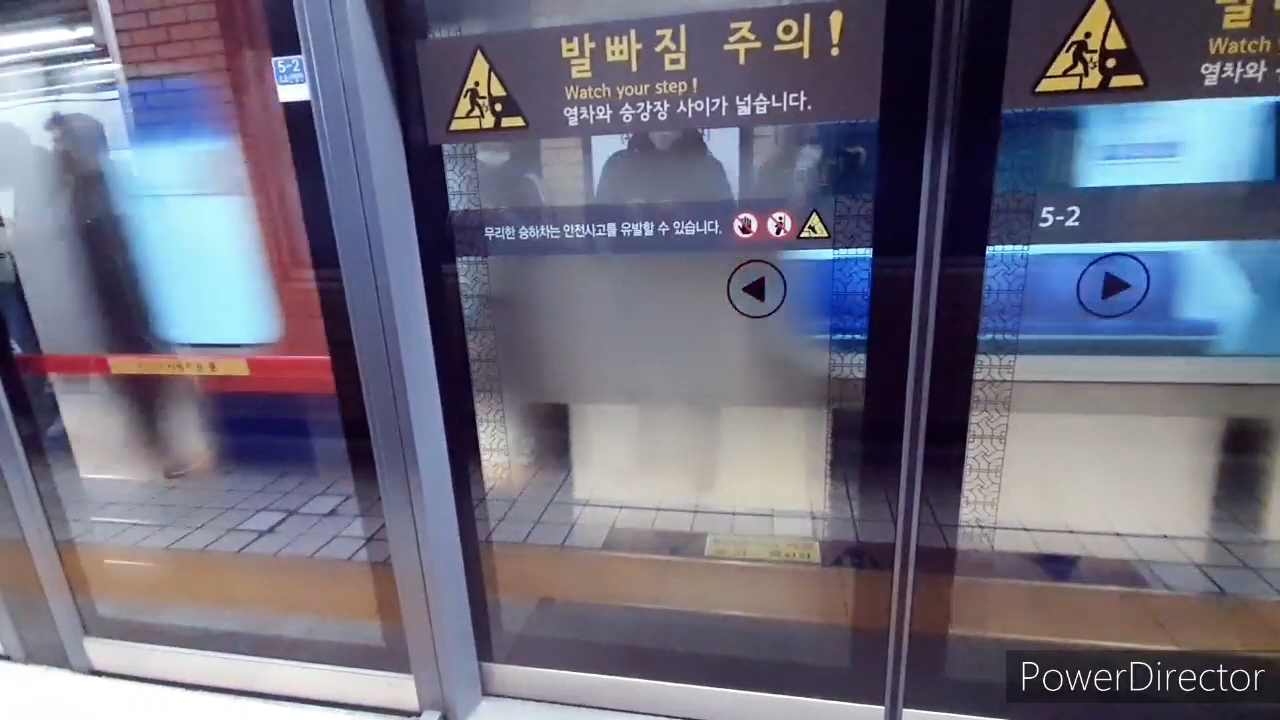 5-2
발빠짐 주의!
Watch your step!
열차와 승강장 사이가 넓습니다.
무리한 승하차는 안전사고를 유발할 수 있습니다.
발
Watch
열차와
5-2
PowerDirector